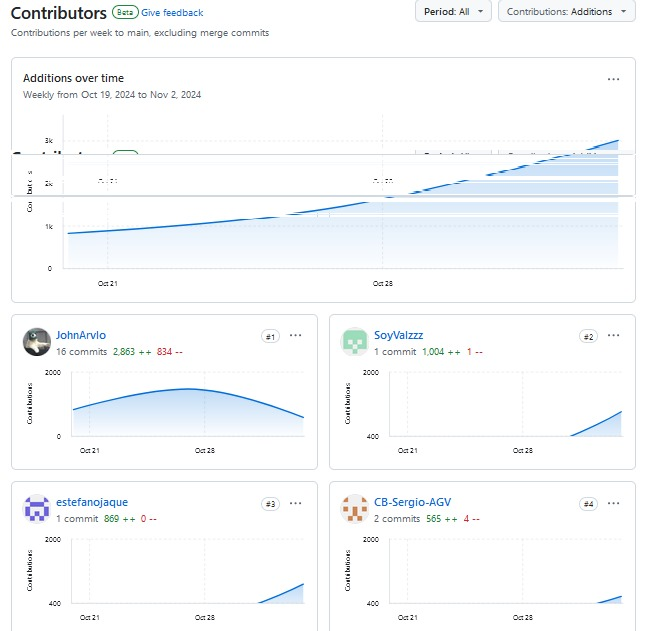 Contributors Beta Give feedback
Period: All
Contributions: Additions
Contributions per week to main, excluding merge commits
Additions over time
Weekly from Oct 19, 2024 to Nov 2, 2024
3k
2k
1k
0
Oct 21
Oct 28
JohnArvlo
#1
16 commits 2,863 ++ 834 --
Contributions
2000
0
Oct 21
Oct 28
SoyValzzz
#2
1 commit 1,004 ++ 1 --
Contributions
2000
400
Oct 21
Oct 28
estefanojaque
#3
1 commit 869 ++ 0 --
Contributions
2000
400
Oct 21
Oct 28
CB-Sergio-AGV
#4
2 commits 565 ++ 4 --
Contributions
2000
400
Oct 21
Oct 28